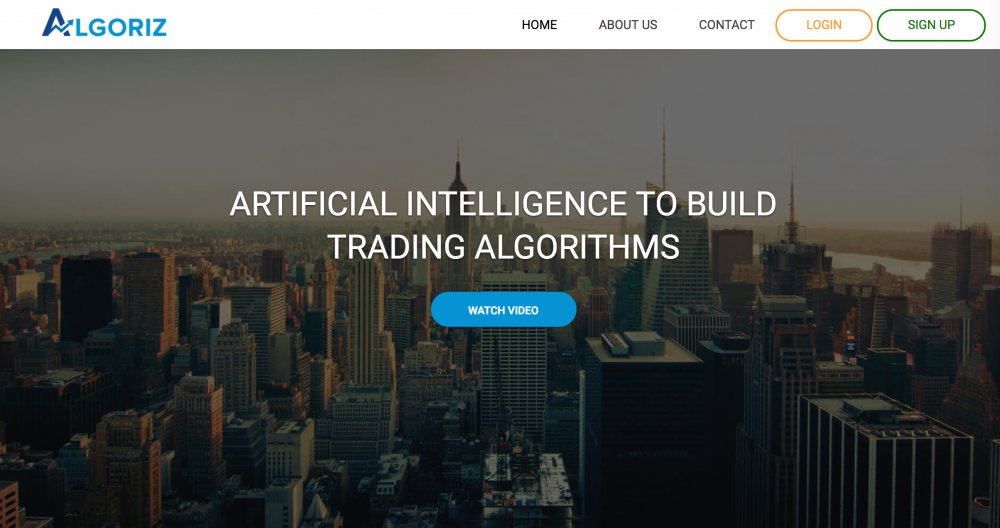 ALGORIZ
HOME ABOUT US CONTACT LOGIN SIGN UP
ARTIFICIAL INTELLIGENCE TO BUILD
TRADING ALGORITHMS
WATCH VIDEO